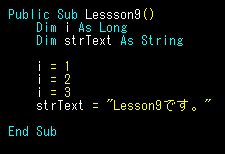 Public Sub Lessson9()
    Dim i As Long
    Dim strText As String

    i = 1
    i = 2
    i = 3
    strText = "Lesson9です。"

End Sub